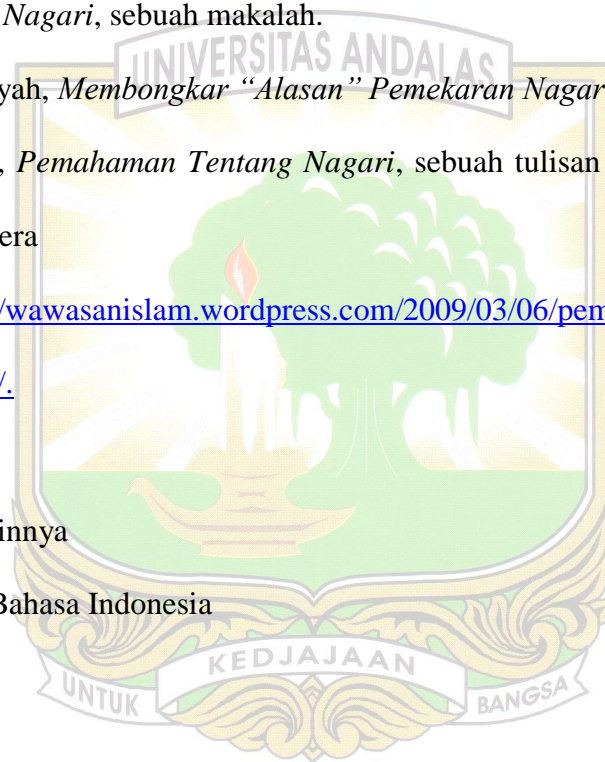 Nagari, sebuah makalah.
UNIVERSITAS ANDALAS
yah, Membongkar “Alasan” Pemekaran Nagar
, Pemahaman Tentang Nagari, sebuah tulisan
era
/wawasanislam.wordpress.com/2009/03/06/pem
/.
innya
Bahasa Indonesia
UNTUK KEDJAJAAN BANGSA